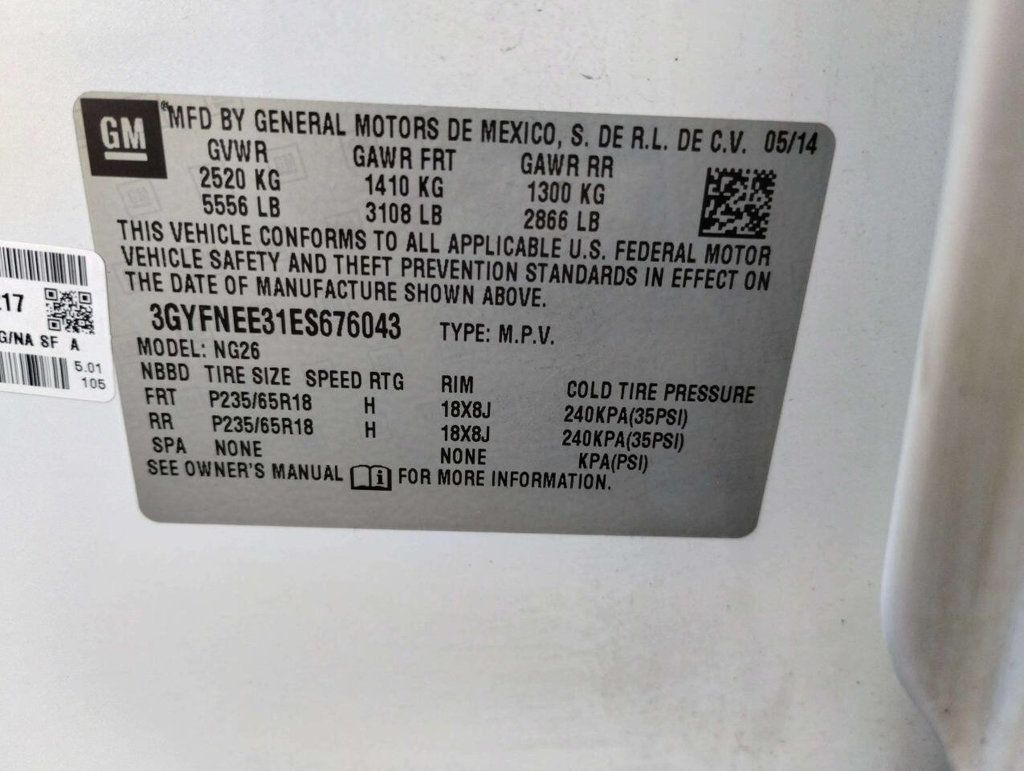 GM
® MFD BY GENERAL MOTORS DE MEXICO, S. DE R.L. DE C.V. 05/14
GVWR GAWR FRT GAWR RR
2520 KG 1410 KG 1300 KG
5556 LB 3108 LB 2866 LB
THIS VEHICLE CONFORMS TO ALL APPLICABLE U.S. FEDERAL MOTOR
VEHICLE SAFETY AND THEFT PREVENTION STANDARDS IN EFFECT ON
THE DATE OF MANUFACTURE SHOWN ABOVE.
3GYFNEE31ES676043 TYPE: M.P.V.
MODEL: NG26
NBBD TIRE SIZE SPEED RTG RIM COLD TIRE PRESSURE
FRT P235/65R18 H 18X8J 240KPA(35PSI)
RR P235/65R18 H 18X8J 240KPA(35PSI)
SPA NONE NONE KPA(PSI)
SEE OWNER'S MANUAL i FOR MORE INFORMATION.
17
G/NA SF A
5.01
105